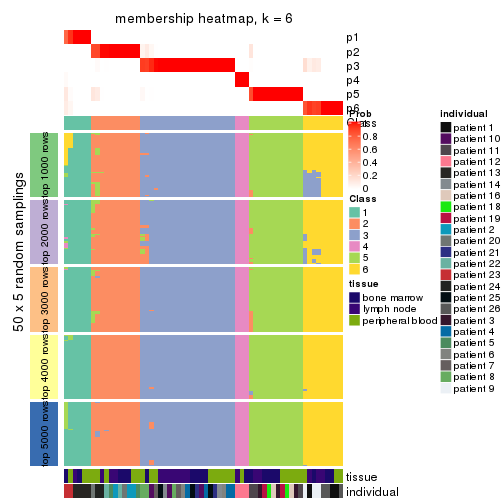 membership heatmap, k = 6
p1
p2
p3
p4
p5
p6
Class
Prob
1
0.8
0.6
0.4
0.2
0
Class
1
2
3
4
5
6
tissue
bone marrow
lymph node
peripheral blood
individual
patient 1
patient 10
patient 11
patient 12
patient 13
patient 14
patient 16
patient 18
patient 19
patient 2
patient 20
patient 21
patient 22
patient 23
patient 24
patient 25
patient 26
patient 3
patient 4
patient 5
patient 6
patient 7
patient 8
patient 9
50 x 5 random samplings
top 1000 rows
top 2000 rows
top 3000 rows
top 4000 rows
top 5000 rows
tissue
individual